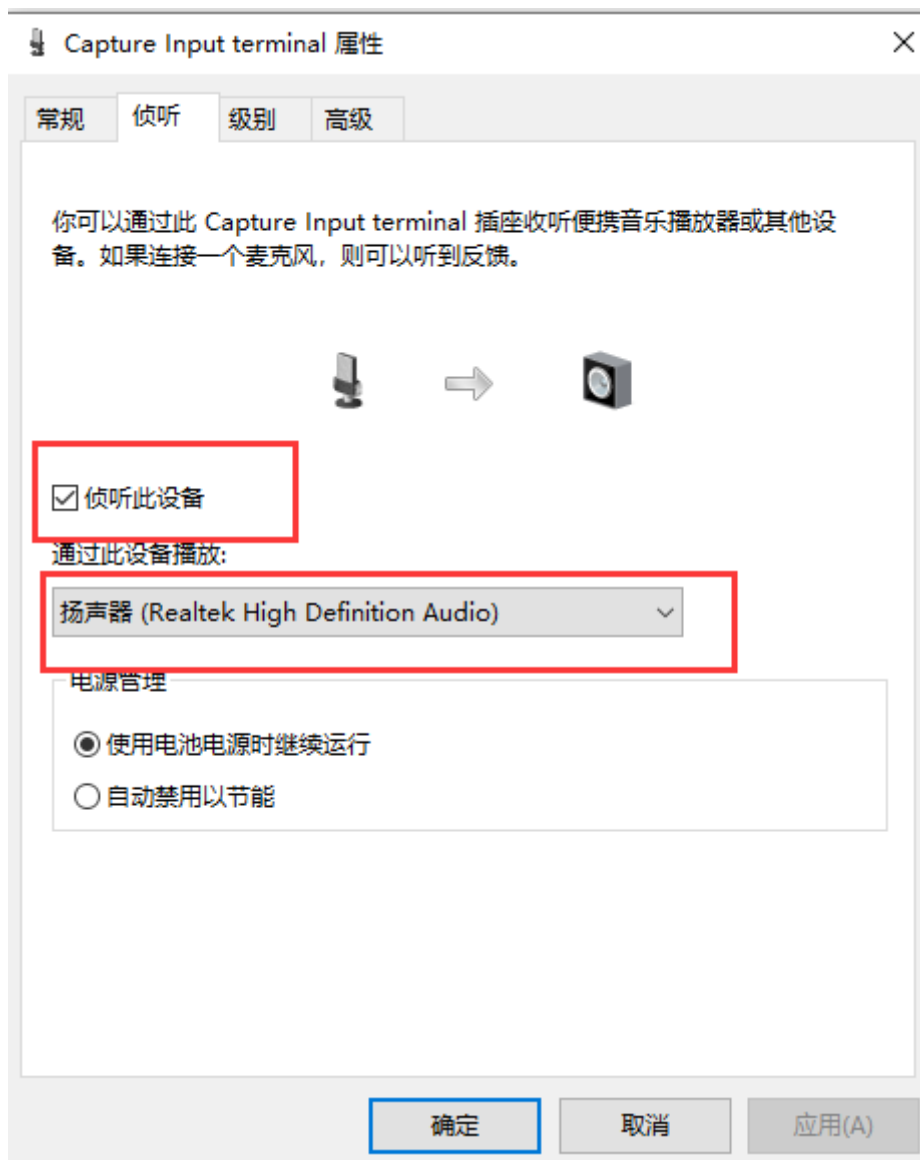 Capture Input terminal 属性
常规 侦听 级别 高级
你可以通过此 Capture Input terminal 插座收听便携音乐播放器或其他设
备。如果连接一个麦克风，则可以听到反馈。
侦听此设备
通过此设备播放:
扬声器 (Realtek High Definition Audio)
电源管理
使用电池电源时继续运行
自动禁用以节能
确定 取消 应用(A)